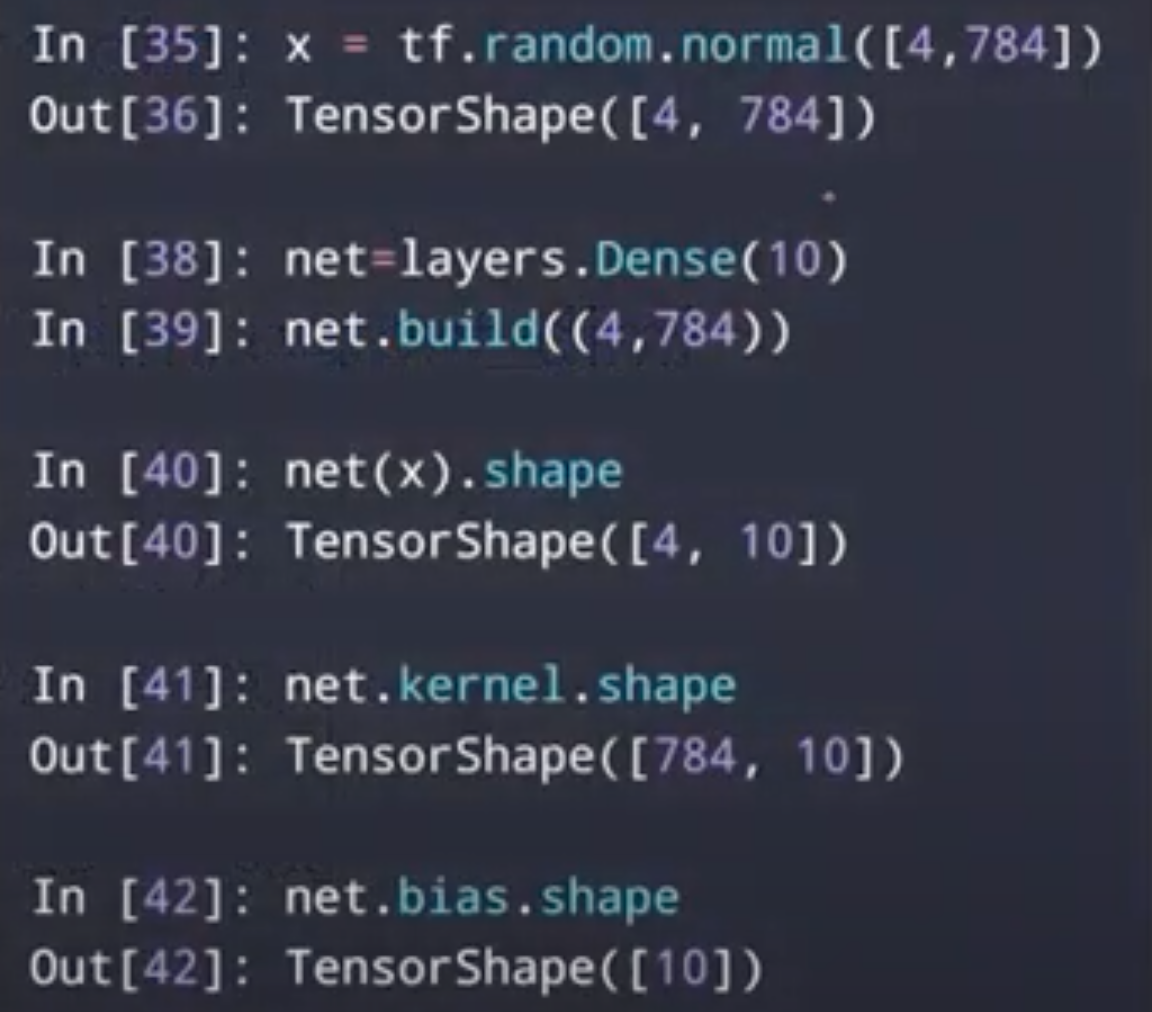 In [35]: x = tf.random.normal([4,784])
Out[36]: TensorShape([4, 784])
In [38]: net=layers.Dense(10)
In [39]: net.build((4,784))
In [40]: net(x).shape
Out[40]: TensorShape([4, 10])
In [41]: net.kernel.shape
Out[41]: TensorShape([784, 10])
In [42]: net.bias.shape
Out[42]: TensorShape([10])